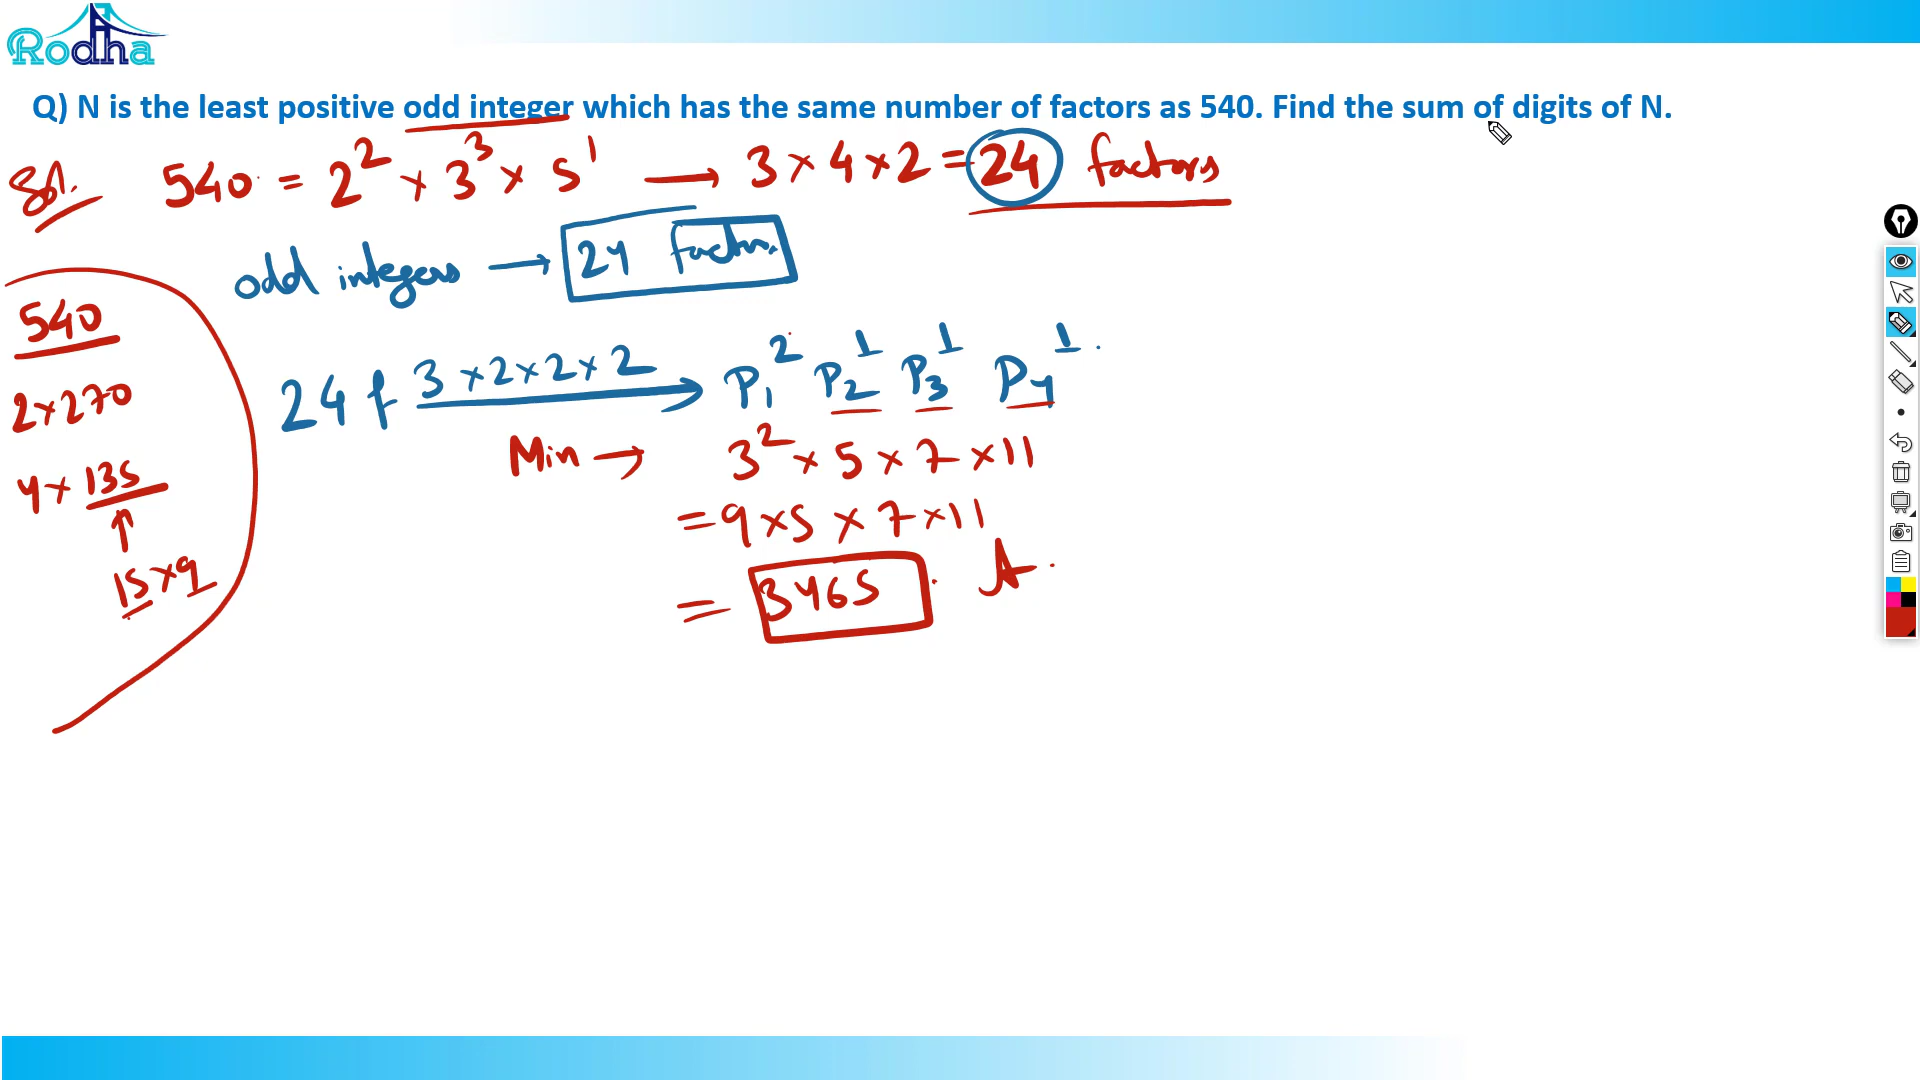 Rodha
Q) N is the least positive odd integer which has the same number of factors as 540. Find the sum of digits of N.
Sol. 540 = 2² × 3³ × 5¹ → 3 × 4 × 2 = 24 factors
odd integers → 24 factors
540
2 × 270
4 × 135
↑
15 × 9
24 f 3 × 2 × 2 × 2 → P₁² P₂¹ P₃¹ P₄¹
Min → 3² × 5 × 7 × 11
= 9 × 5 × 7 × 11
= 3465. A.